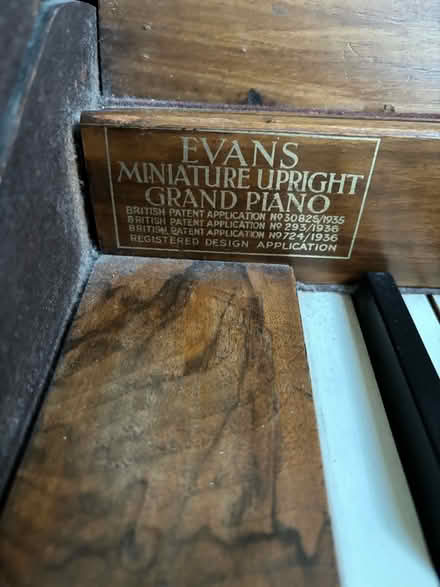 EVANS
MINIATURE UPRIGHT
GRAND PIANO
BRITISH PATENT APPLICATION Nº 30825/1935
BRITISH PATENT APPLICATION Nº 293/1936
BRITISH PATENT APPLICATION Nº 724/1936
REGISTERED DESIGN APPLICATION